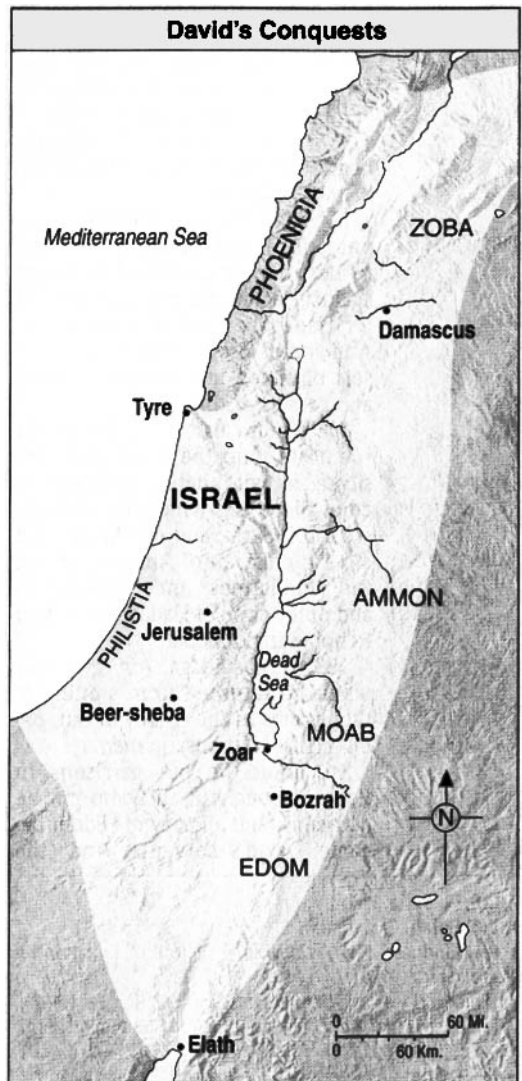 David's Conquests
ZOBA
Mediterranean Sea
PHOENICIA
Damascus
Tyre
ISRAEL
AMMON
PHILISTIA
Jerusalem
Dead
Sea
Beer-sheba
MOAB
Zoar
Bozrah
N
EDOM
0 60 Mi.
0 60 Km.
Elath